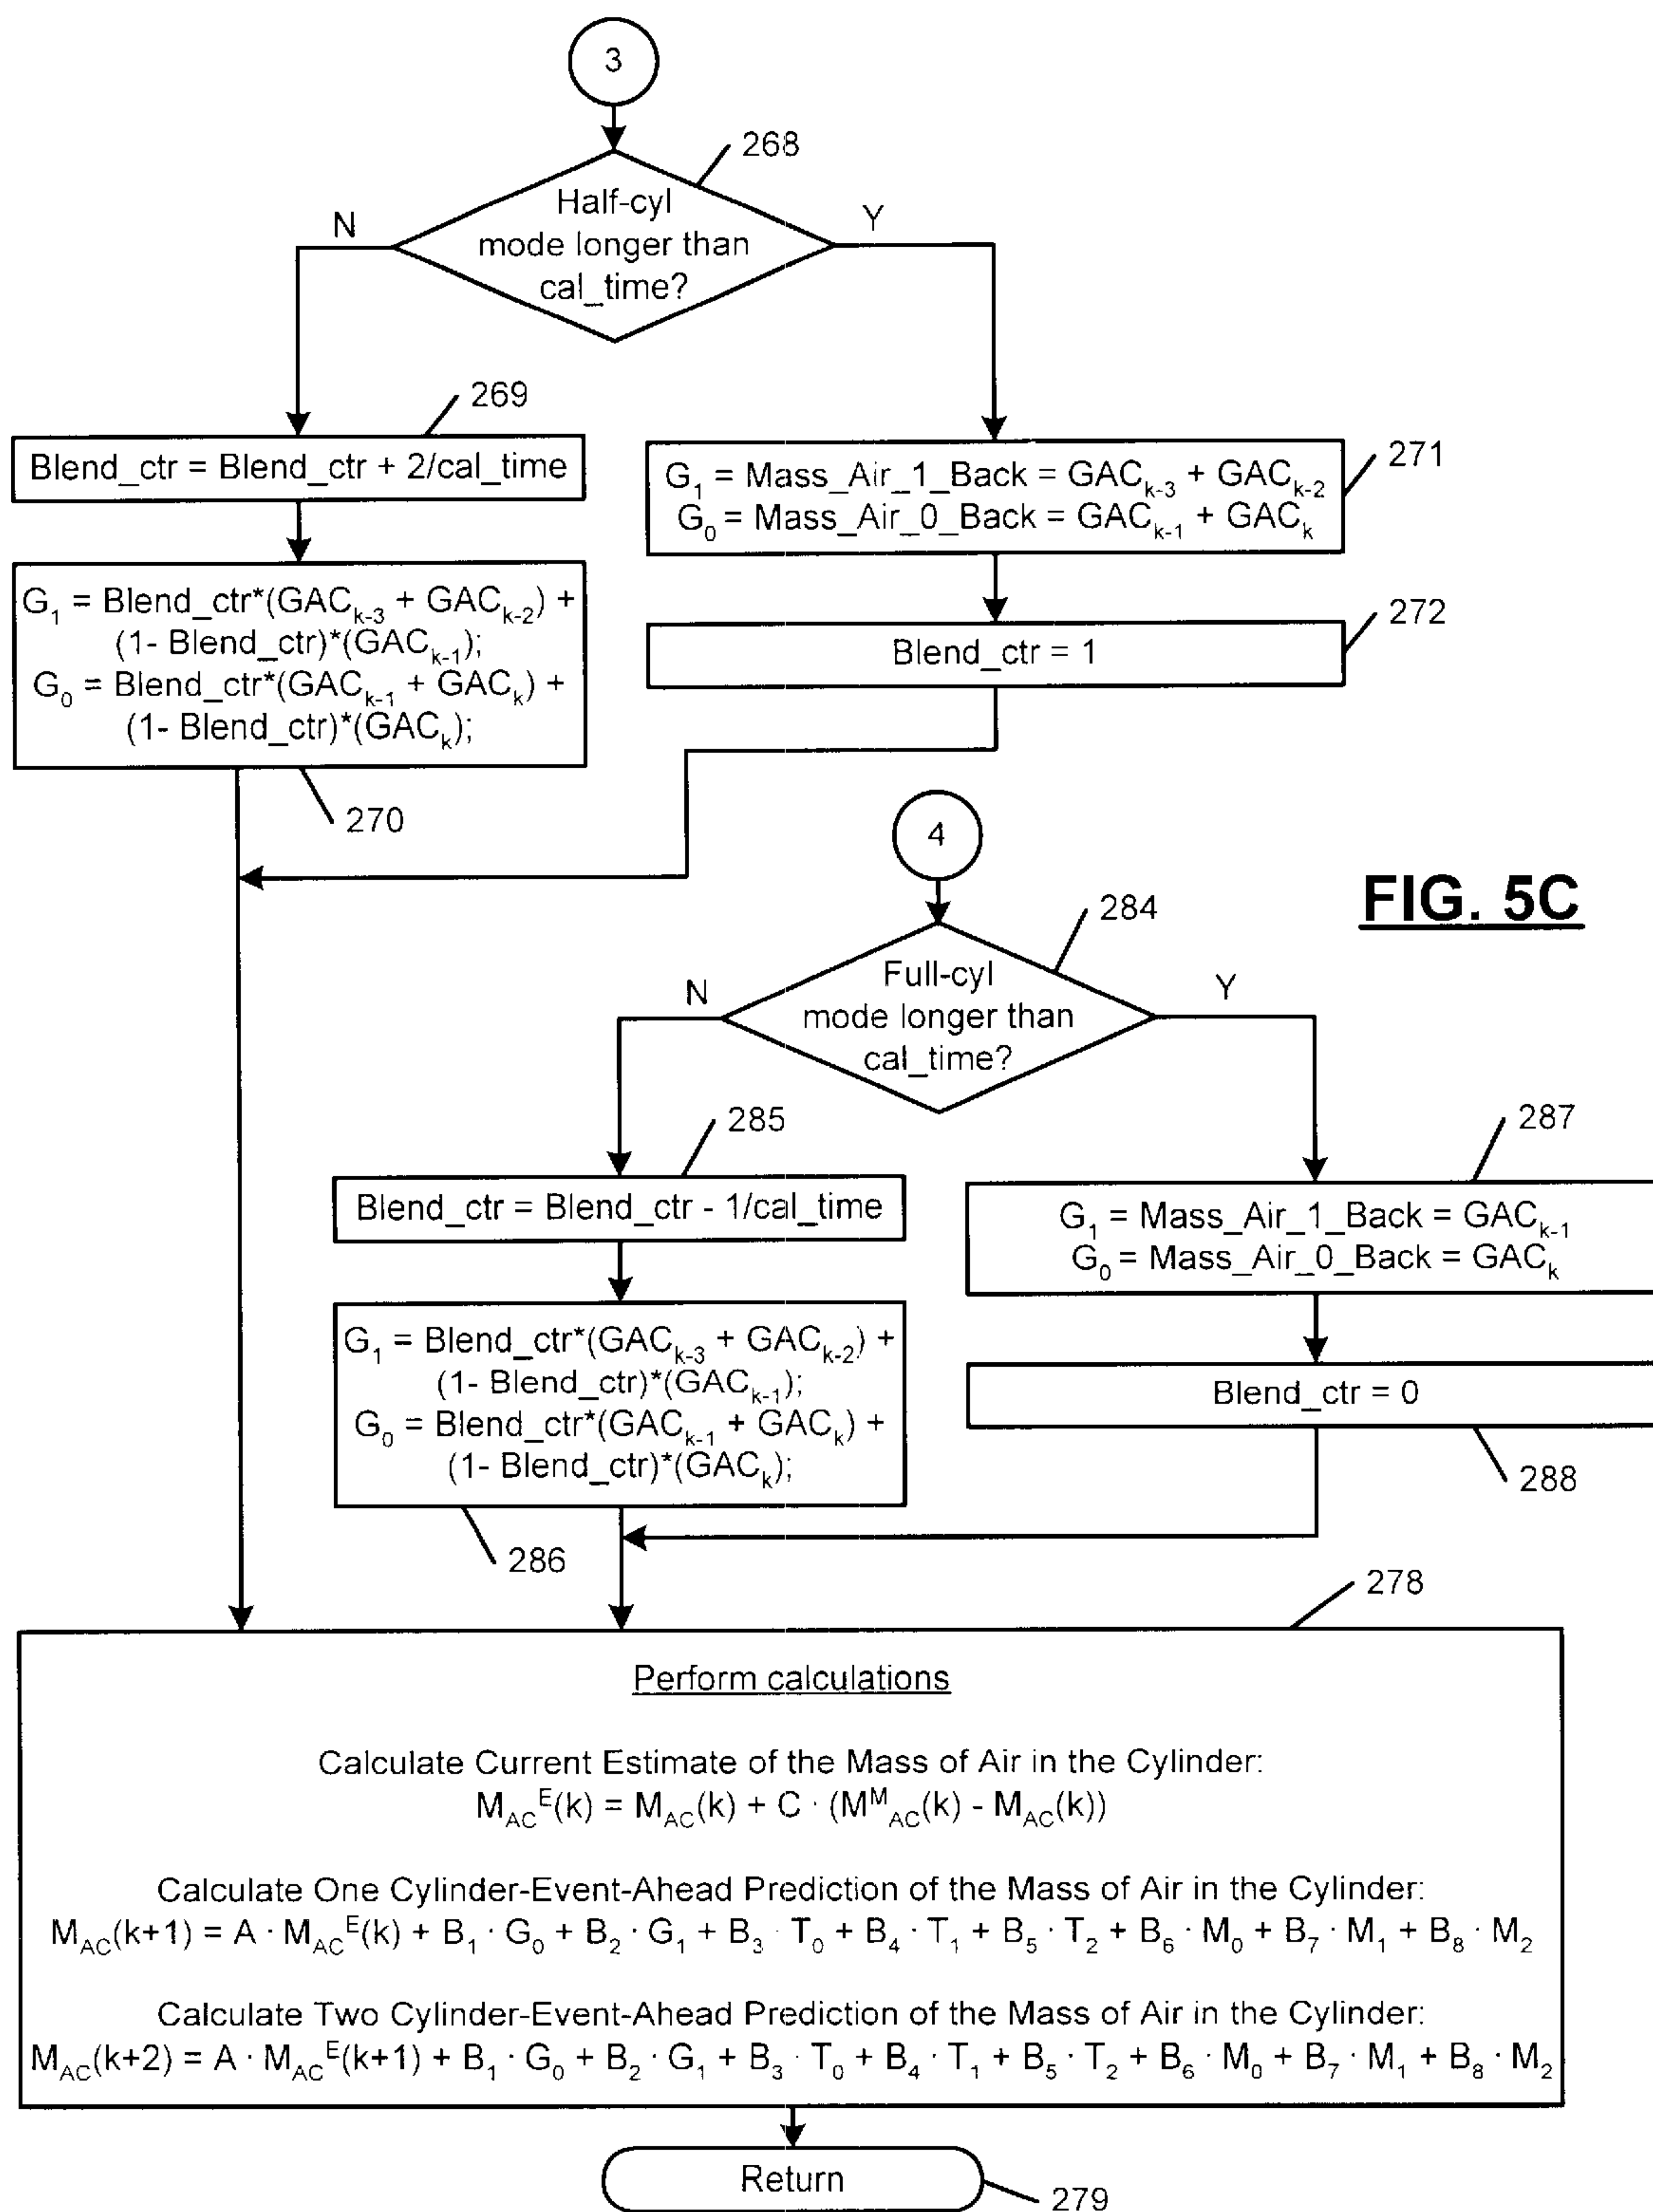 3
268
Half-cyl
mode longer than
cal_time?
N
Y
269
Blend_ctr = Blend_ctr + 2/cal_time
G₁ = Mass_Air_1_Back = GACₖ₋₃ + GACₖ₋₂
G₀ = Mass_Air_0_Back = GACₖ₋₁ + GACₖ
271
G₁ = Blend_ctr*(GACₖ₋₃ + GACₖ₋₂) +
(1- Blend_ctr)*(GACₖ₋₁);
G₀ = Blend_ctr*(GACₖ₋₁ + GACₖ) +
(1- Blend_ctr)*(GACₖ);
270
Blend_ctr = 1
272
4
FIG. 5C
284
Full-cyl
mode longer than
cal_time?
N
Y
285
Blend_ctr = Blend_ctr - 1/cal_time
287
G₁ = Mass_Air_1_Back = GACₖ₋₁
G₀ = Mass_Air_0_Back = GACₖ
G₁ = Blend_ctr*(GACₖ₋₃ + GACₖ₋₂) +
(1- Blend_ctr)*(GACₖ₋₁);
G₀ = Blend_ctr*(GACₖ₋₁ + GACₖ) +
(1- Blend_ctr)*(GACₖ);
286
Blend_ctr = 0
288
278
Perform calculations
Calculate Current Estimate of the Mass of Air in the Cylinder:
M_AC^E(k) = M_AC(k) + C · (M^M_AC(k) - M_AC(k))
Calculate One Cylinder-Event-Ahead Prediction of the Mass of Air in the Cylinder:
M_AC(k+1) = A · M_AC^E(k) + B₁ · G₀ + B₂ · G₁ + B₃ · T₀ + B₄ · T₁ + B₅ · T₂ + B₆ · M₀ + B₇ · M₁ + B₈ · M₂
Calculate Two Cylinder-Event-Ahead Prediction of the Mass of Air in the Cylinder:
M_AC(k+2) = A · M_AC^E(k+1) + B₁ · G₀ + B₂ · G₁ + B₃ · T₀ + B₄ · T₁ + B₅ · T₂ + B₆ · M₀ + B₇ · M₁ + B₈ · M₂
Return
279